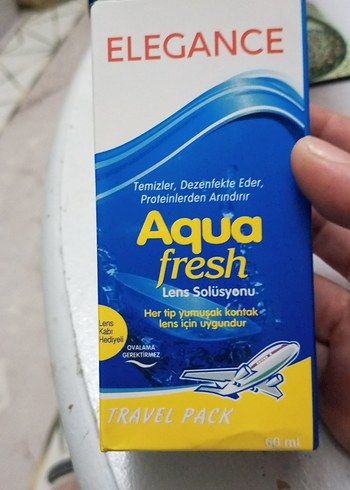 ELEGANCE
Temizler, Dezenfekte Eder,
Proteinlerden Arındırır
Aqua
fresh
Lens Solüsyonu
Her tip yumuşak kontak
lens için uygundur
Lens
Kabı
Hediyeli
OVALAMA
GEREKTİRMEZ
TRAVEL PACK
60 ml